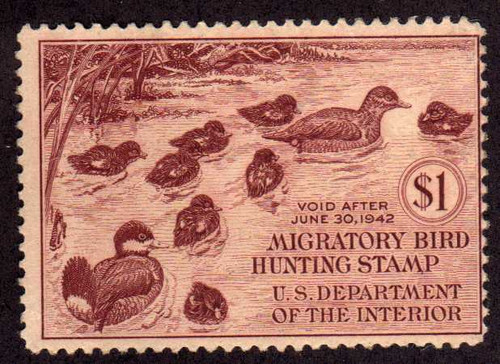 VOID AFTER
JUNE 30, 1942
$1
MIGRATORY BIRD
HUNTING STAMP
U.S. DEPARTMENT
OF THE INTERIOR